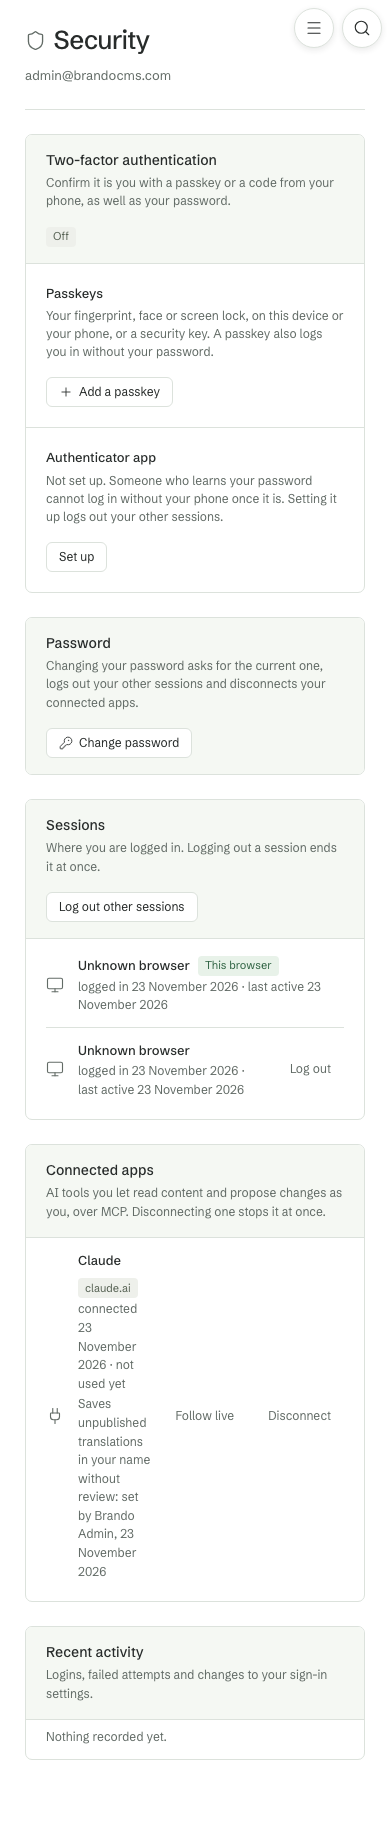 Security
admin@brandocms.com
Two-factor authentication
Confirm it is you with a passkey or a code from your
phone, as well as your password.
Off
Passkeys
Your fingerprint, face or screen lock, on this device or
your phone, or a security key. A passkey also logs
you in without your password.
Add a passkey
Authenticator app
Not set up. Someone who learns your password
cannot log in without your phone once it is. Setting it
up logs out your other sessions.
Set up
Password
Changing your password asks for the current one,
logs out your other sessions and disconnects your
connected apps.
Change password
Sessions
Where you are logged in. Logging out a session ends
it at once.
Log out other sessions
Unknown browser This browser
logged in 23 November 2026 · last active 23
November 2026
Unknown browser
logged in 23 November 2026 ·
last active 23 November 2026
Log out
Connected apps
AI tools you let read content and propose changes as
you, over MCP. Disconnecting one stops it at once.
Claude
claude.ai
connected
23
November
2026 · not
used yet
Saves
unpublished
translations
in your name
without
review: set
by Brando
Admin, 23
November
2026
Follow live
Disconnect
Recent activity
Logins, failed attempts and changes to your sign-in
settings.
Nothing recorded yet.